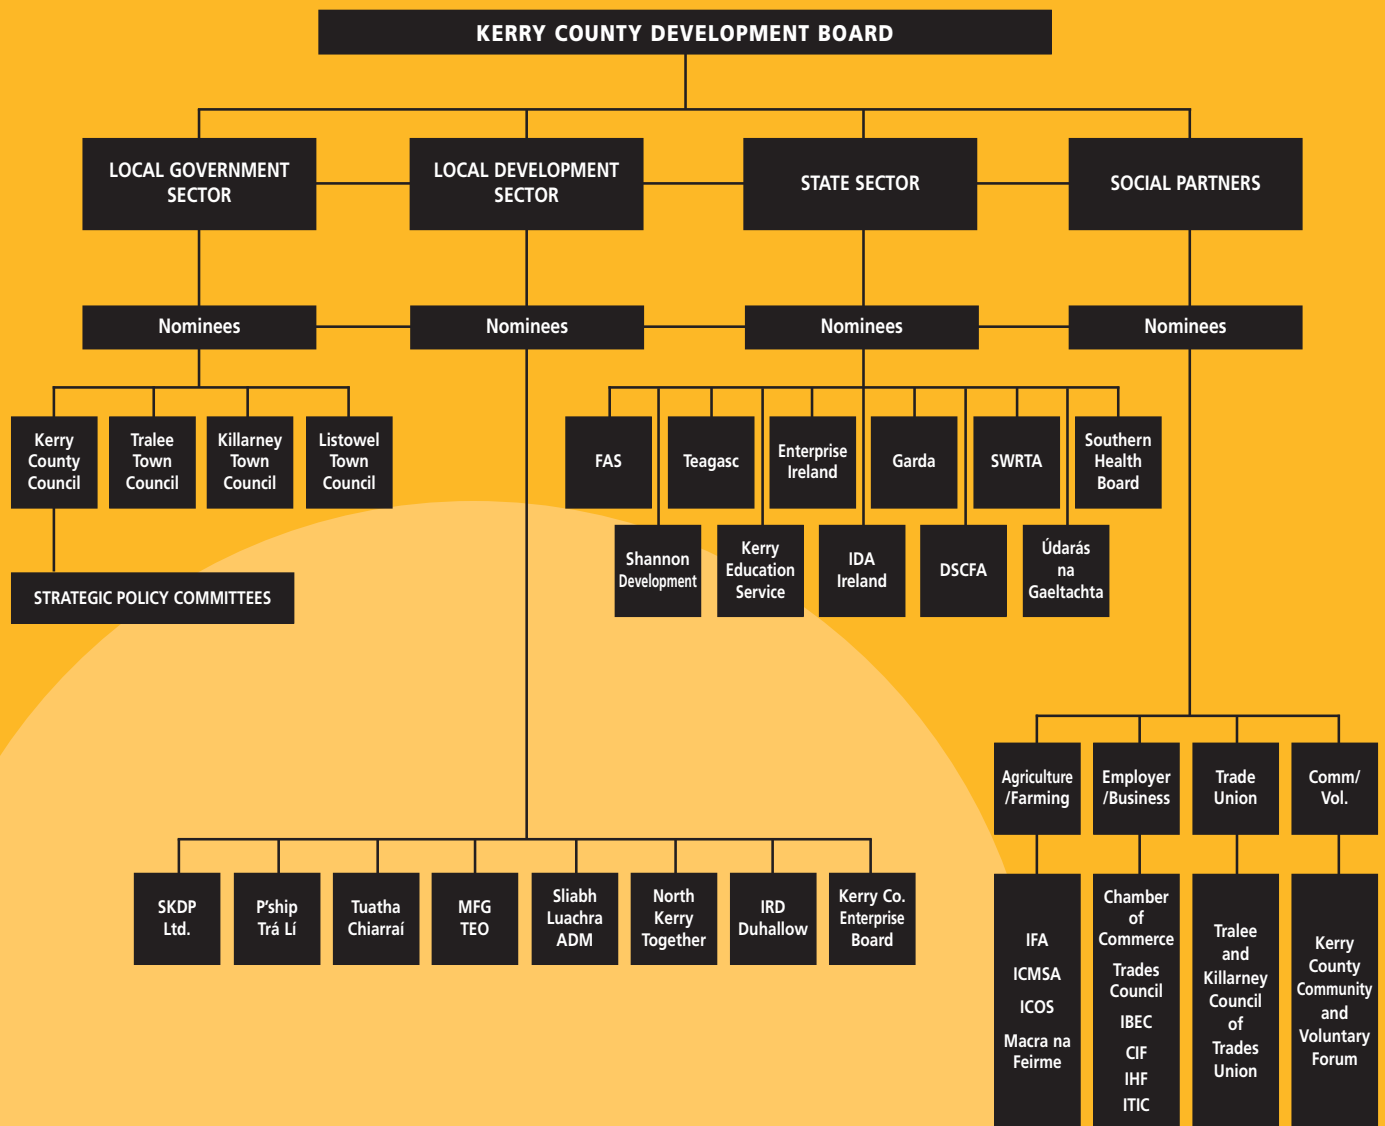 KERRY COUNTY DEVELOPMENT BOARD
LOCAL GOVERNMENT
SECTOR
LOCAL DEVELOPMENT
SECTOR
STATE SECTOR
SOCIAL PARTNERS
Nominees
Nominees
Nominees
Nominees
Kerry
County
Council
Tralee
Town
Council
Killarney
Town
Council
Listowel
Town
Council
STRATEGIC POLICY COMMITTEES
FAS
Teagasc
Enterprise
Ireland
Garda
SWRTA
Southern
Health
Board
Shannon
Development
Kerry
Education
Service
IDA
Ireland
DSCFA
Údarás
na
Gaeltachta
SKDP
Ltd.
P'ship
Trá Lí
Tuatha
Chiarraí
MFG
TEO
Sliabh
Luachra
ADM
North
Kerry
Together
IRD
Duhallow
Kerry Co.
Enterprise
Board
Agriculture
/Farming
Employer
/Business
Trade
Union
Comm/
Vol.
IFA
ICMSA
ICOS
Macra na
Feirme
Chamber
of
Commerce
Trades
Council
IBEC
CIF
IHF
ITIC
Tralee
and
Killarney
Council
of
Trades
Union
Kerry
County
Community
and
Voluntary
Forum